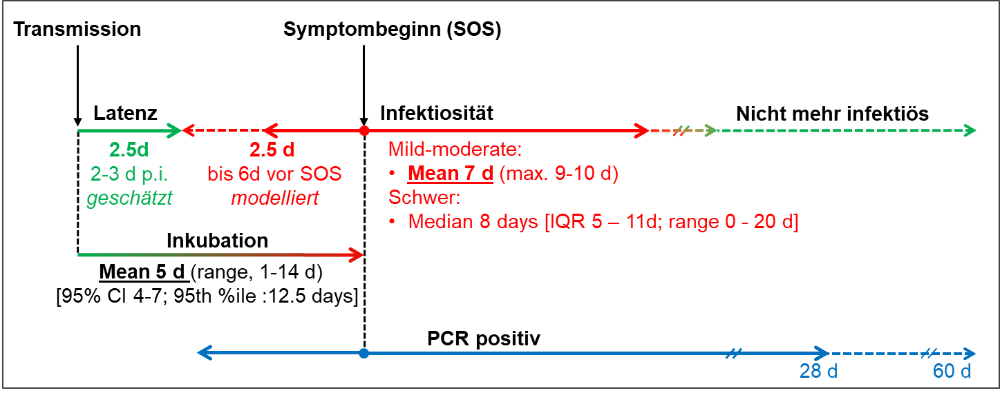 Transmission
Symptombeginn (SOS)
Latenz
Infektiosität
Nicht mehr infektiös
2.5d
2-3 d p.i.
geschätzt
2.5 d
bis 6d vor SOS
modelliert
Mild-moderate:
• Mean 7 d (max. 9-10 d)
Schwer:
• Median 8 days [IQR 5 – 11d; range 0 - 20 d]
Inkubation
Mean 5 d (range, 1-14 d)
[95% CI 4-7; 95th %ile :12.5 days]
PCR positiv
28 d
60 d